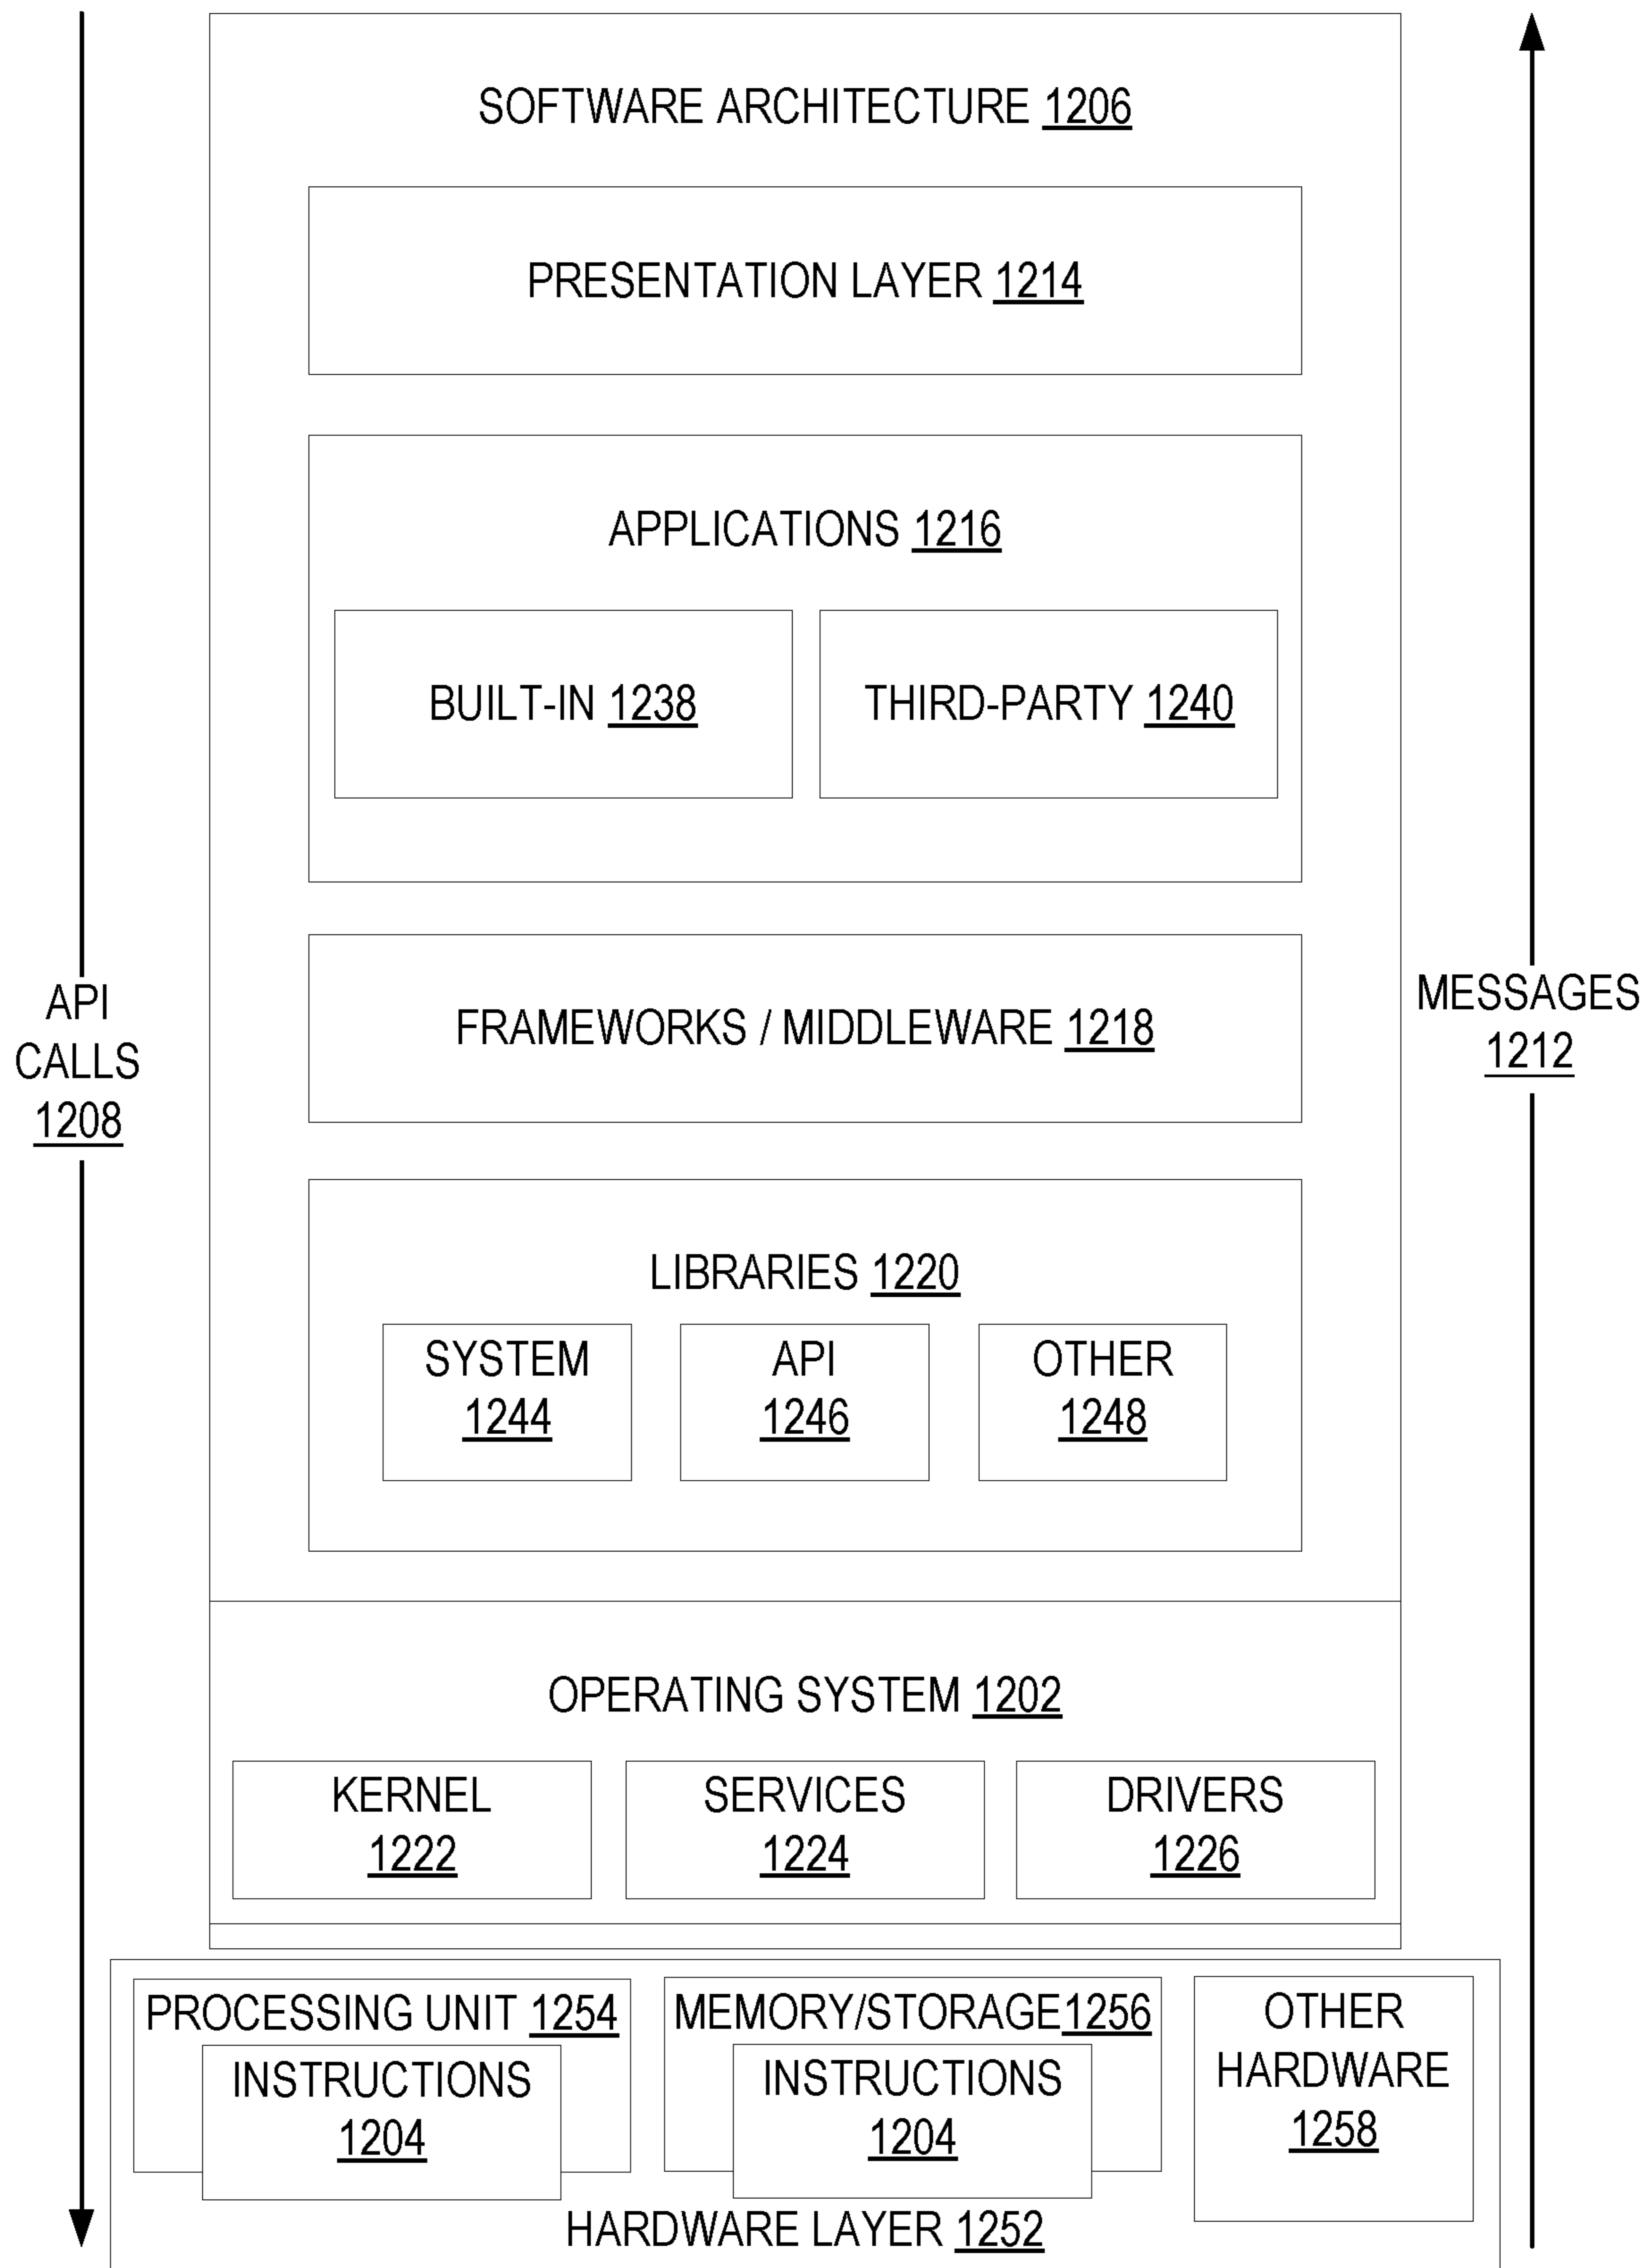 SOFTWARE ARCHITECTURE 1206
PRESENTATION LAYER 1214
APPLICATIONS 1216
BUILT-IN 1238
THIRD-PARTY 1240
API
CALLS
1208
FRAMEWORKS / MIDDLEWARE 1218
MESSAGES
1212
LIBRARIES 1220
SYSTEM
1244
API
1246
OTHER
1248
OPERATING SYSTEM 1202
KERNEL
1222
SERVICES
1224
DRIVERS
1226
PROCESSING UNIT 1254
INSTRUCTIONS
1204
MEMORY/STORAGE1256
INSTRUCTIONS
1204
OTHER
HARDWARE
1258
HARDWARE LAYER 1252